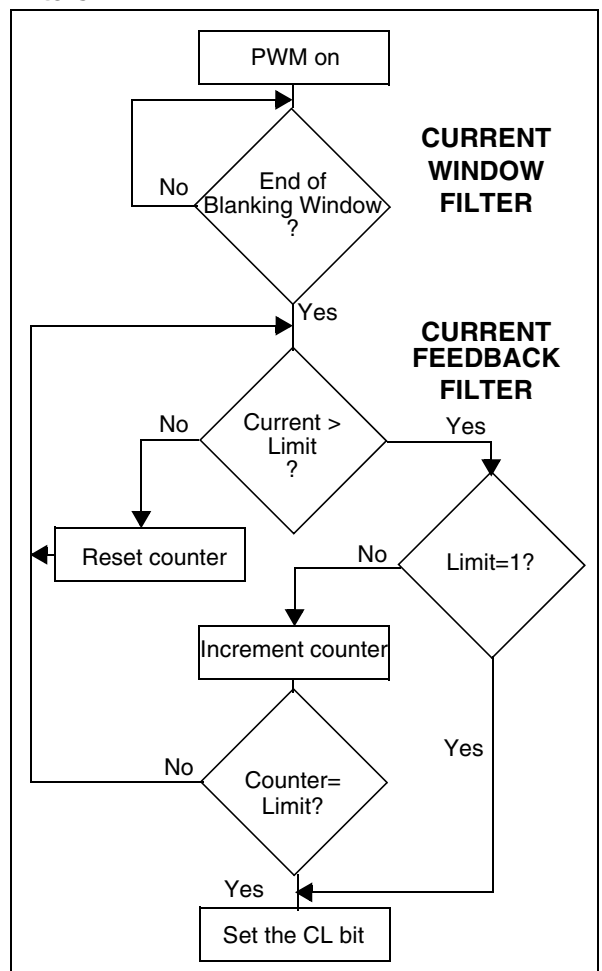 PWM on
CURRENT
WINDOW
FILTER
No
End of
Blanking Window
?
Yes
CURRENT
FEEDBACK
FILTER
No
Current >
Limit
?
Yes
Reset counter
No
Limit=1?
Increment counter
Yes
No
Counter=
Limit?
Yes
Set the CL bit